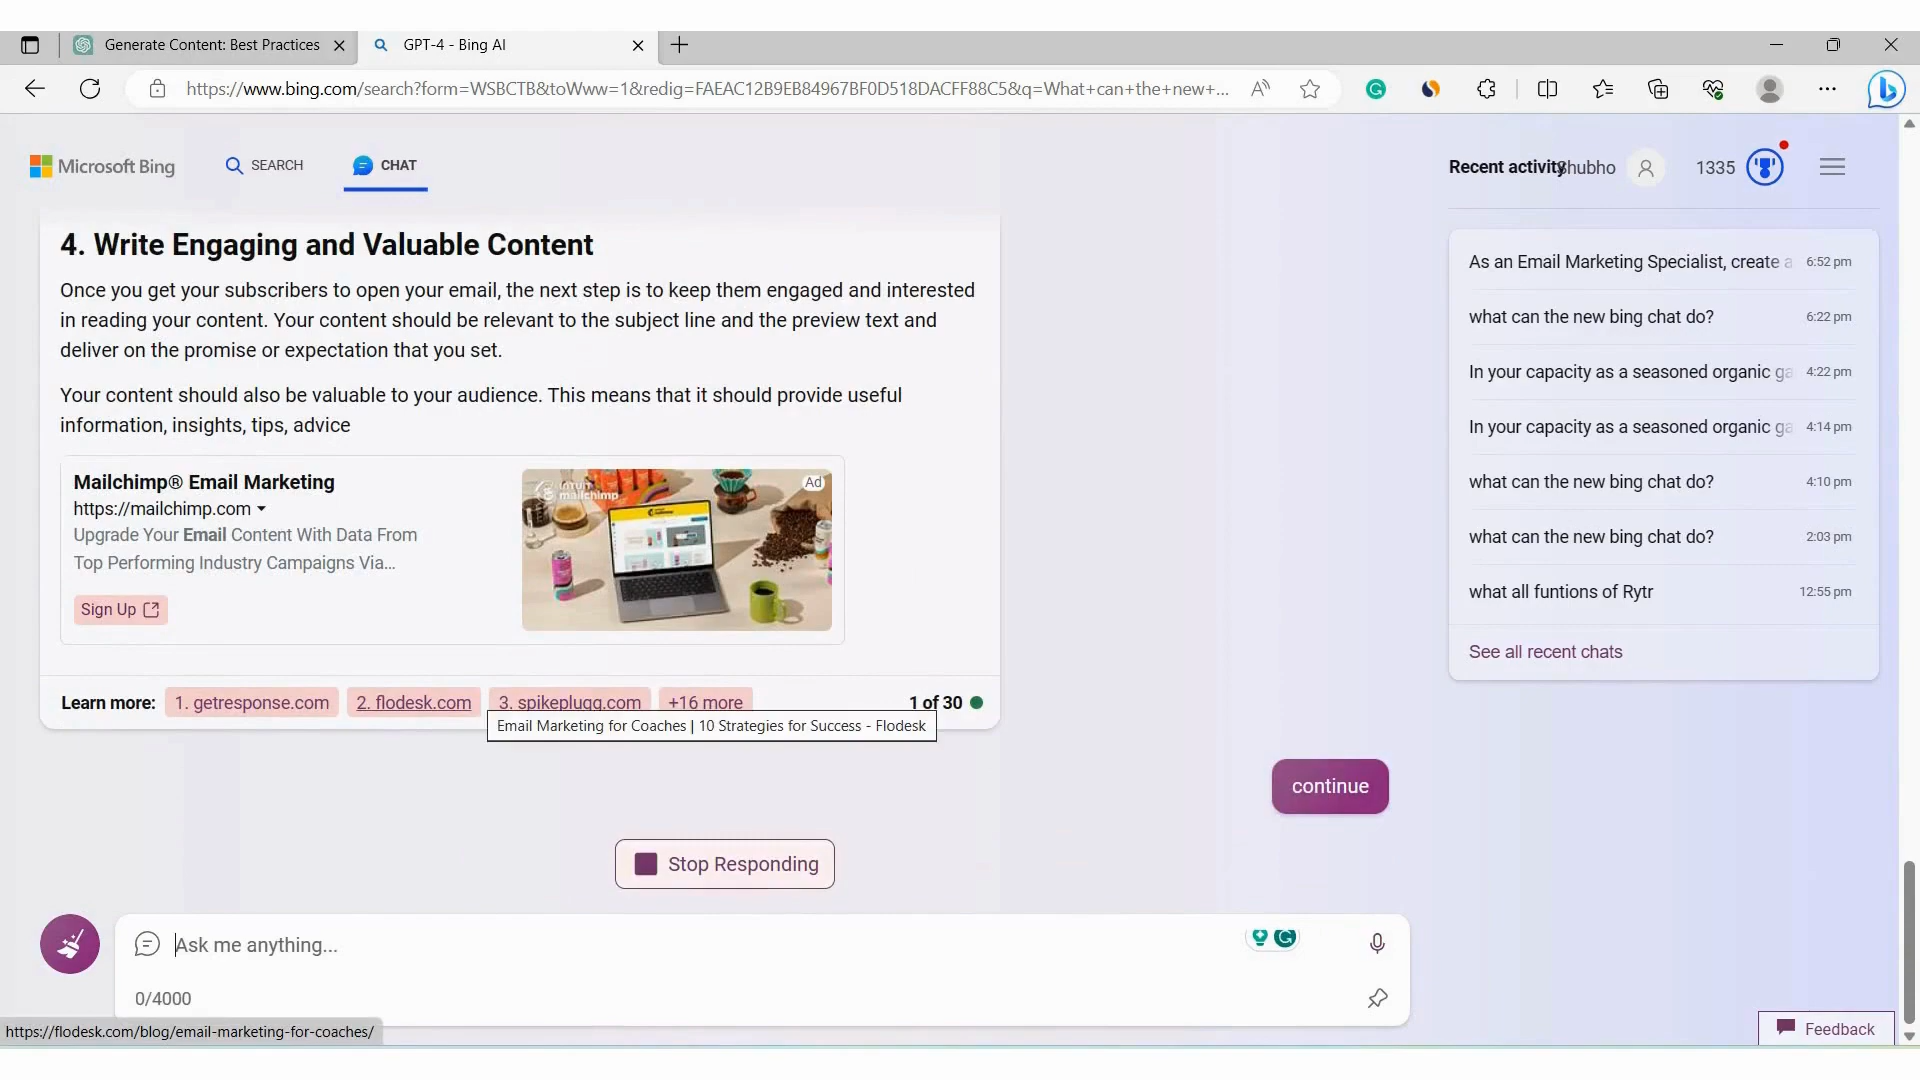 Generate Content: Best Practices
GPT-4 - Bing AI
https://www.bing.com/search?form=WSBCTB&toWww=1&redig=FAEAC12B9EB84967BF0D518DACFF88C5&q=What+can+the+new+...
Microsoft Bing
SEARCH
CHAT
Recent activity
Shubho
1335
4. Write Engaging and Valuable Content
Once you get your subscribers to open your email, the next step is to keep them engaged and interested
in reading your content. Your content should be relevant to the subject line and the preview text and
deliver on the promise or expectation that you set.
Your content should also be valuable to your audience. This means that it should provide useful
information, insights, tips, advice
Mailchimp® Email Marketing
https://mailchimp.com
Upgrade Your Email Content With Data From
Top Performing Industry Campaigns Via...
Sign Up
INTUIT
mailchimp
Ad
Learn more: 1. getresponse.com 2. flodesk.com 3. spikeplugg.com +16 more 1 of 30
Email Marketing for Coaches | 10 Strategies for Success - Flodesk
As an Email Marketing Specialist, create a 6:52 pm
what can the new bing chat do? 6:22 pm
In your capacity as a seasoned organic ga 4:22 pm
In your capacity as a seasoned organic ga 4:14 pm
what can the new bing chat do? 4:10 pm
what can the new bing chat do? 2:03 pm
what all funtions of Rytr 12:55 pm
See all recent chats
continue
Stop Responding
Ask me anything...
0/4000
https://flodesk.com/blog/email-marketing-for-coaches/
Feedback